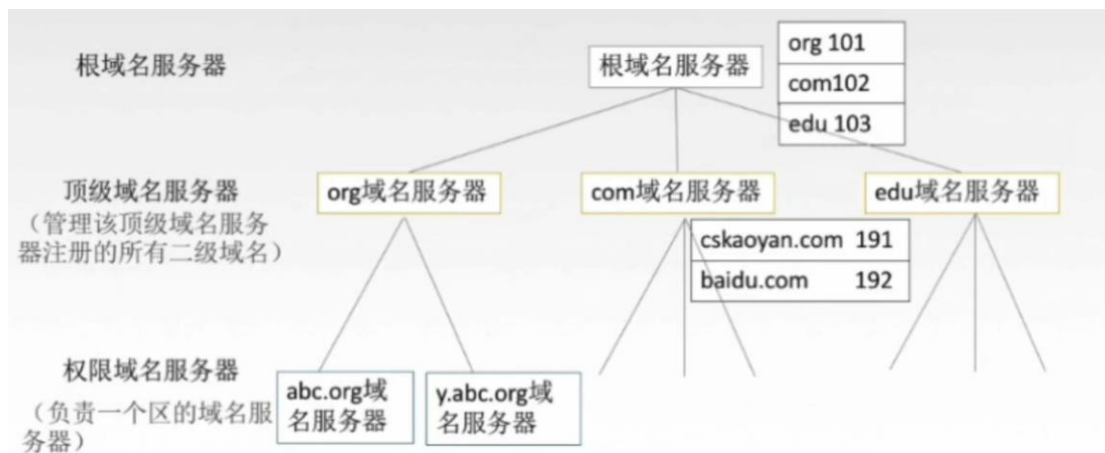 根域名服务器
根域名服务器
org 101
com102
edu 103
顶级域名服务器
（管理该顶级域名服务
器注册的所有二级域名）
org域名服务器
com域名服务器
edu域名服务器
cskaoyan.com 191
baidu.com 192
权限域名服务器
（负责一个区的域名服
务器）
abc.org域
名服务器
y.abc.org域
名服务器